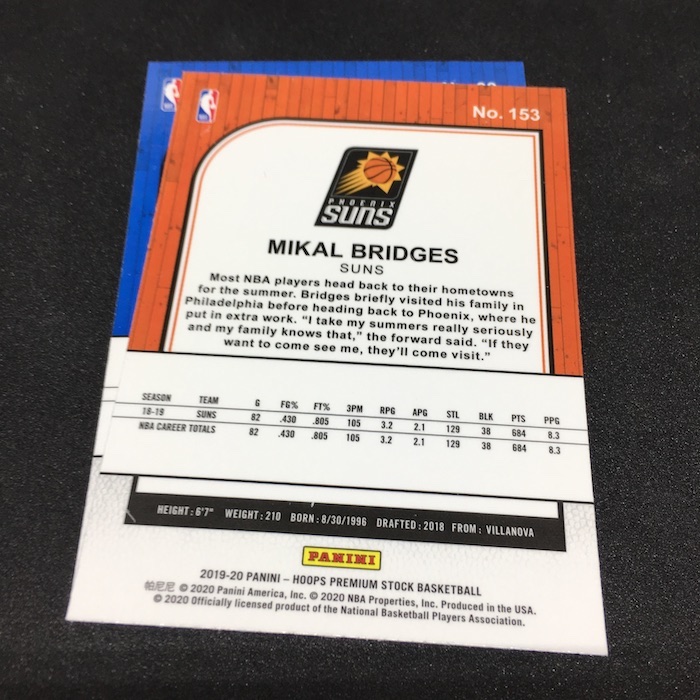 No. 153
PHOENIX
SUNS
MIKAL BRIDGES
SUNS
Most NBA players head back to their hometowns
for the summer. Bridges briefly visited his family in
Philadelphia before heading back to Phoenix, where he
put in extra work. “I take my summers really seriously
and my family knows that,” the forward said. “If they
want to come see me, they’ll come visit.”
SEASON TEAM G FG% FT% 3PM RPG APG STL BLK PTS PPG
18-19 SUNS 82 .430 .805 105 3.2 2.1 129 38 684 8.3
NBA CAREER TOTALS 82 .430 .805 105 3.2 2.1 129 38 684 8.3
HEIGHT: 6'7" WEIGHT: 210 BORN: 8/30/1996 DRAFTED: 2018 FROM: VILLANOVA
PANINI
2019-20 PANINI – HOOPS PREMIUM STOCK BASKETBALL
帕尼尼 © 2020 Panini America, Inc. © 2020 NBA Properties, Inc. Produced in the USA.
© 2020 Officially licensed product of the National Basketball Players Association.